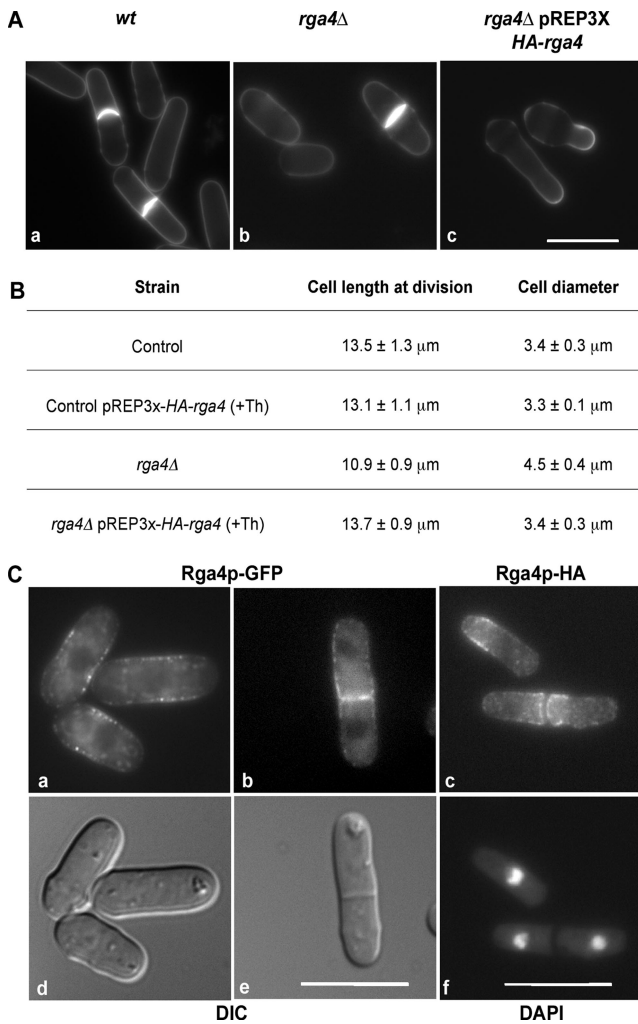 A
wt
rga4Δ
rga4Δ pREP3X
HA-rga4
a
b
c
B
Strain
Cell length at division
Cell diameter
Control
13.5 ± 1.3 μm
3.4 ± 0.3 μm
Control pREP3x-HA-rga4 (+Th)
13.1 ± 1.1 μm
3.3 ± 0.1 μm
rga4Δ
10.9 ± 0.9 μm
4.5 ± 0.4 μm
rga4Δ pREP3x-HA-rga4 (+Th)
13.7 ± 0.9 μm
3.4 ± 0.3 μm
C
Rga4p-GFP
Rga4p-HA
a
b
c
d
e
f
DIC
DAPI